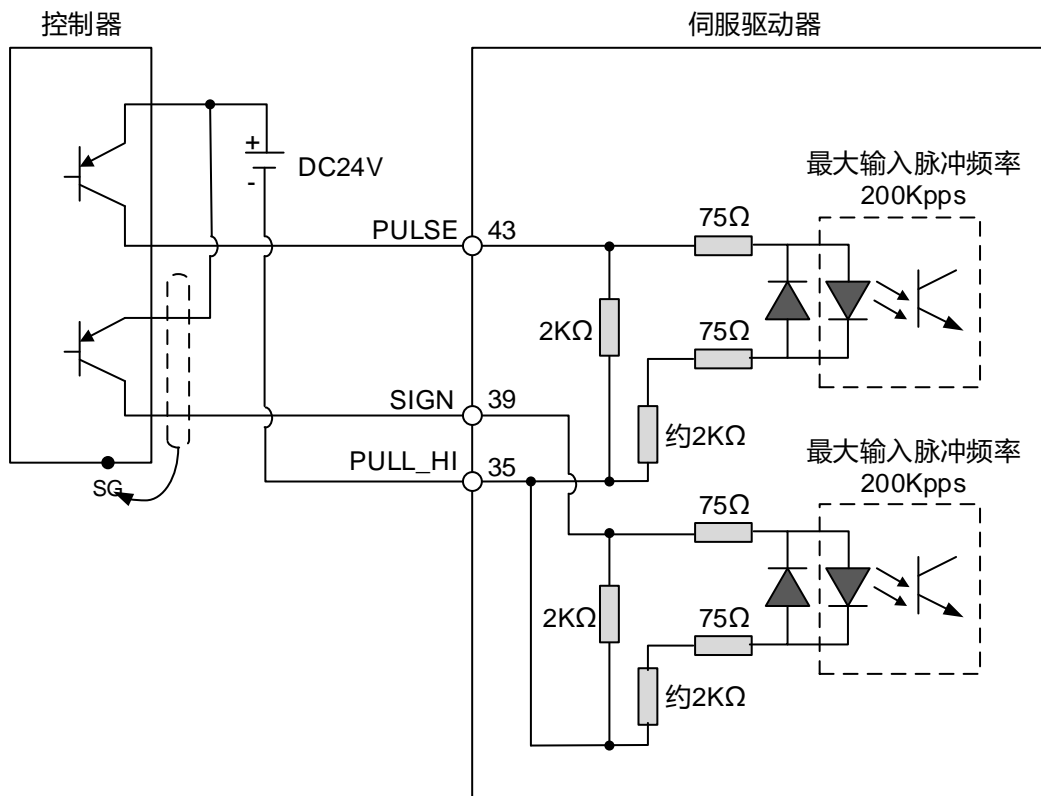 控制器
伺服驱动器
+
DC24V
-
最大输入脉冲频率
200Kpps
PULSE
43
75Ω
2KΩ
75Ω
SIGN
39
约2KΩ
PULL_HI
35
SG
最大输入脉冲频率
200Kpps
75Ω
2KΩ
75Ω
约2KΩ